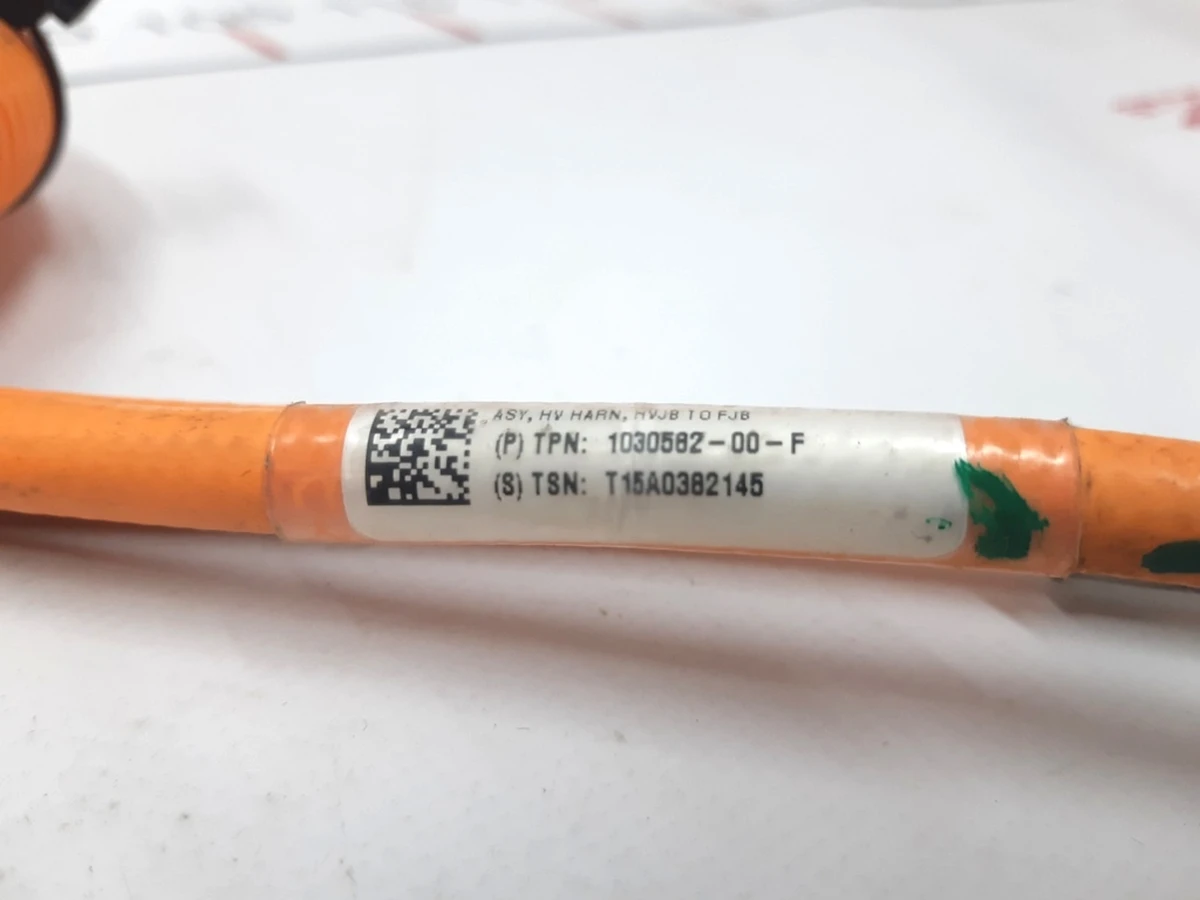 ASY, HV HARN, HVJB TO FJB
(P) TPN: 1030582-00-F
(S) TSN: T15A0382145